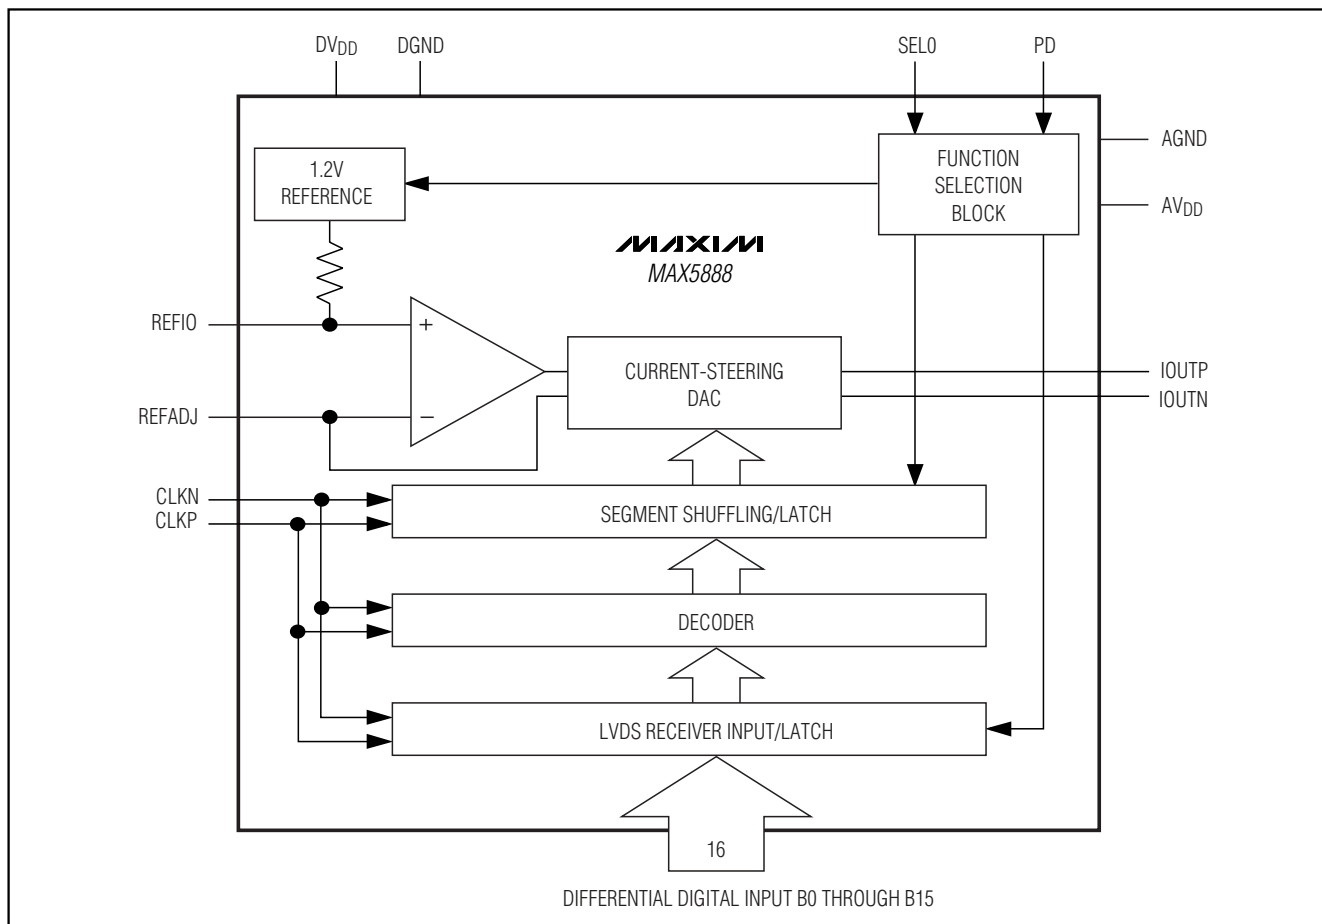 DVDD
DGND
SEL0
PD
AGND
AVDD
1.2V
REFERENCE
FUNCTION
SELECTION
BLOCK
MAXIM
MAX5888
REFIO
+
REFADJ
−
CURRENT-STEERING
DAC
IOUTP
IOUTN
CLKN
CLKP
SEGMENT SHUFFLING/LATCH
DECODER
LVDS RECEIVER INPUT/LATCH
16
DIFFERENTIAL DIGITAL INPUT B0 THROUGH B15